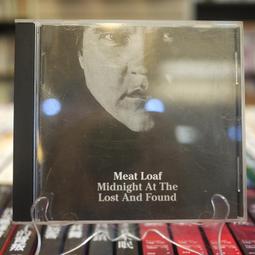 Meat Loaf
Midnight At The
Lost And Found